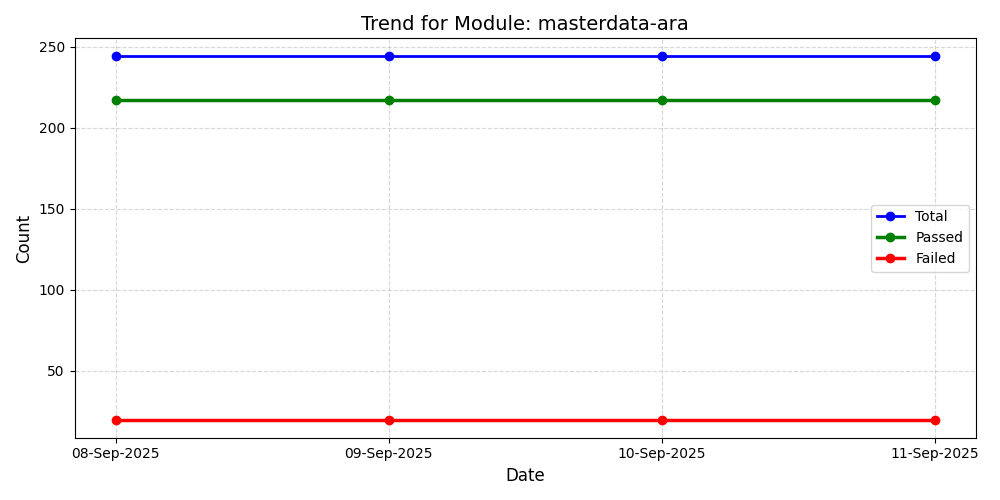 Trend for Module: masterdata-ara
250
200
150
100
50
Count
Total
Passed
Failed
08-Sep-2025
09-Sep-2025
10-Sep-2025
11-Sep-2025
Date